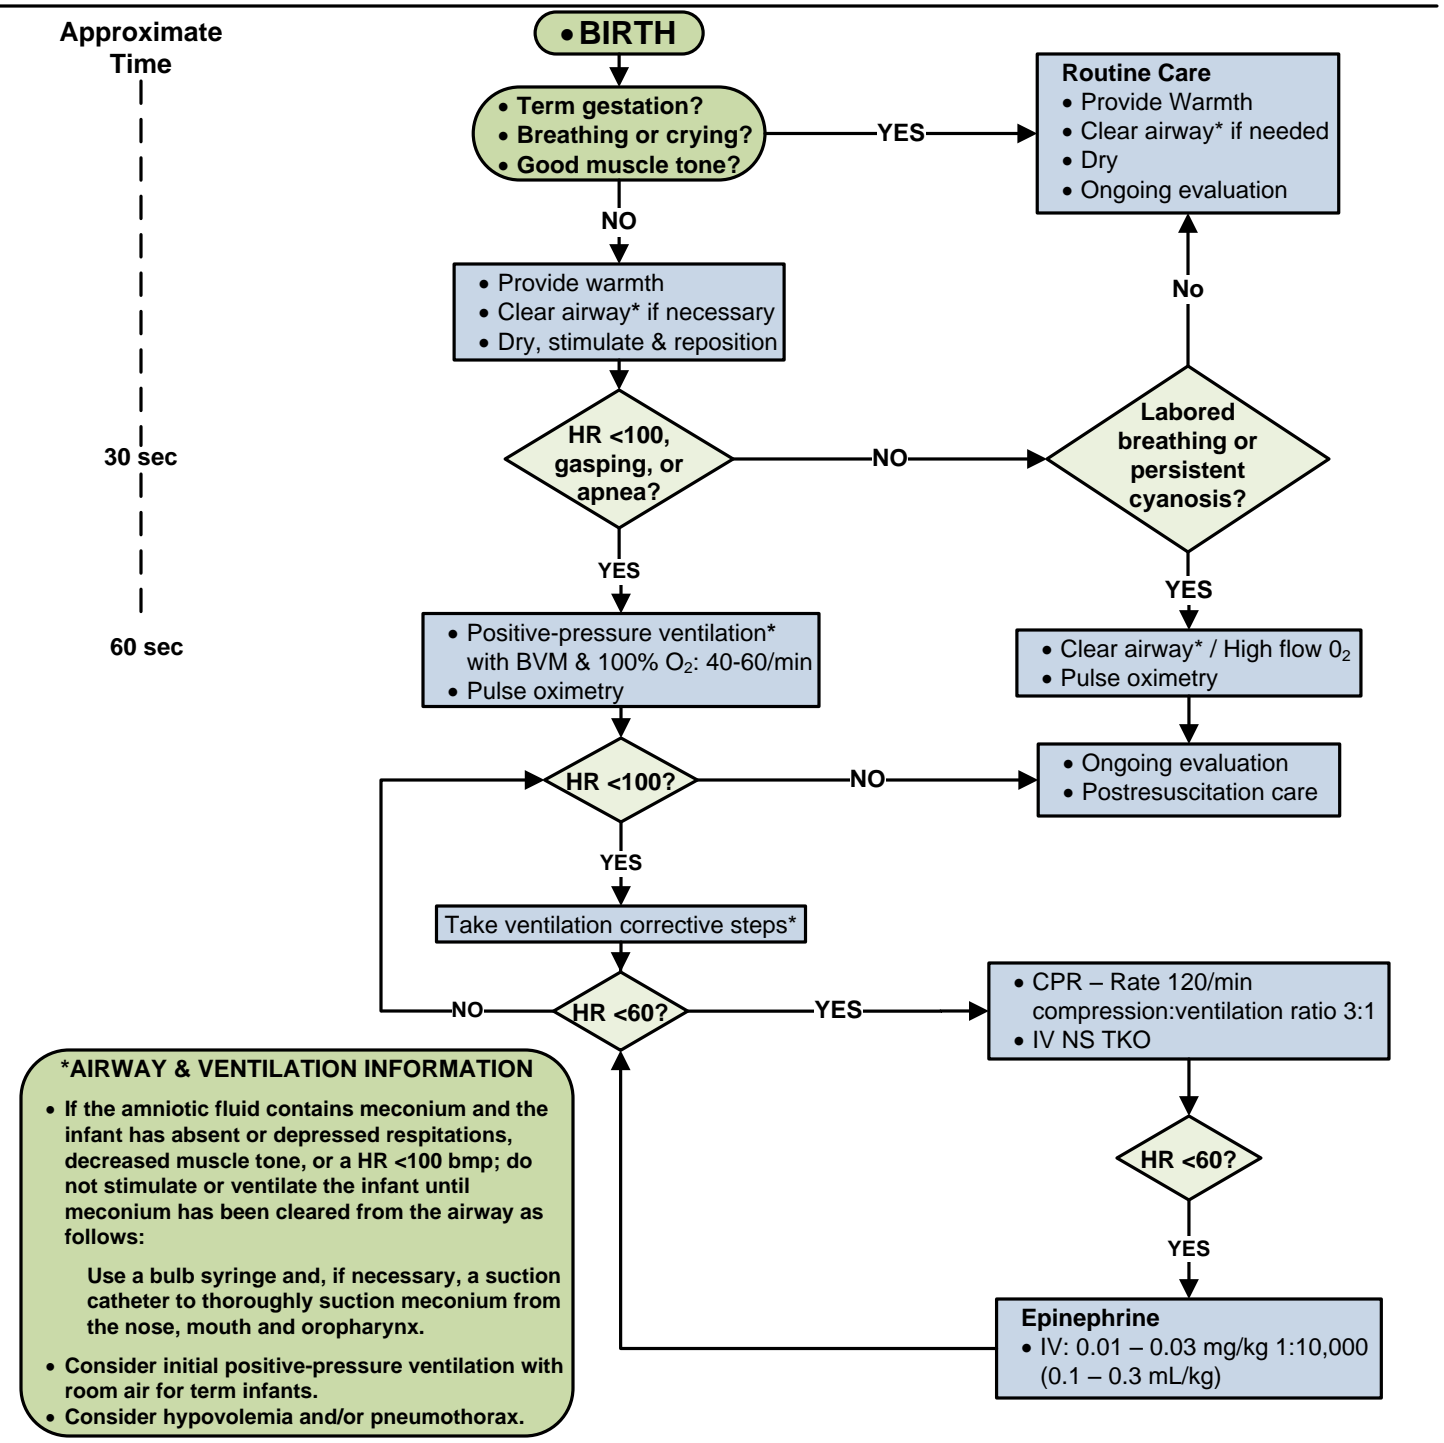 Approximate
Time
30 sec
60 sec
• BIRTH
• Term gestation?
• Breathing or crying?
• Good muscle tone?
YES
Routine Care
• Provide Warmth
• Clear airway* if needed
• Dry
• Ongoing evaluation
NO
• Provide warmth
• Clear airway* if necessary
• Dry, stimulate & reposition
No
HR <100,
gasping, or
apnea?
NO
Labored
breathing or
persistent
cyanosis?
YES
YES
• Positive-pressure ventilation*
with BVM & 100% O₂: 40-60/min
• Pulse oximetry
• Clear airway* / High flow 0₂
• Pulse oximetry
HR <100?
NO
• Ongoing evaluation
• Postresuscitation care
YES
Take ventilation corrective steps*
NO
HR <60?
YES
• CPR – Rate 120/min
compression:ventilation ratio 3:1
• IV NS TKO
HR <60?
YES
Epinephrine
• IV: 0.01 – 0.03 mg/kg 1:10,000
(0.1 – 0.3 mL/kg)
*AIRWAY & VENTILATION INFORMATION
• If the amniotic fluid contains meconium and the
infant has absent or depressed respitations,
decreased muscle tone, or a HR <100 bmp; do
not stimulate or ventilate the infant until
meconium has been cleared from the airway as
follows:
Use a bulb syringe and, if necessary, a suction
catheter to thoroughly suction meconium from
the nose, mouth and oropharynx.
• Consider initial positive-pressure ventilation with
room air for term infants.
• Consider hypovolemia and/or pneumothorax.